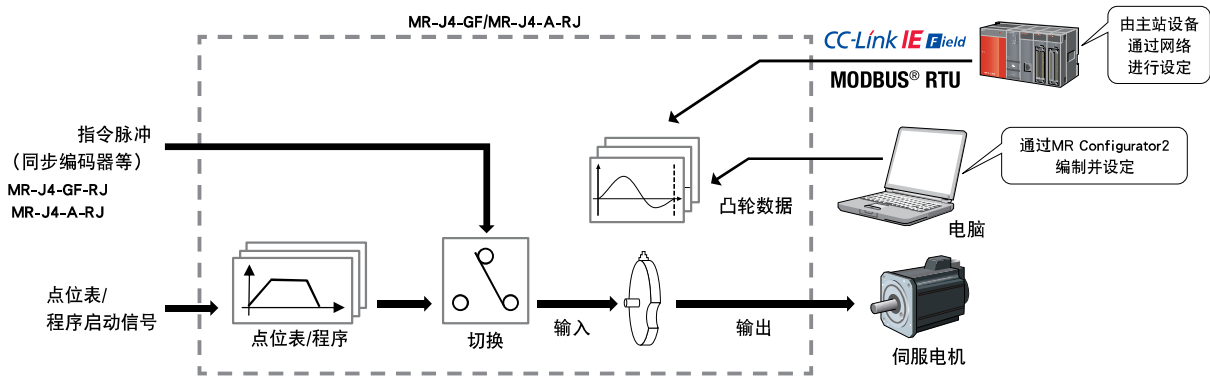 MR-J4-GF/MR-J4-A-RJ
CC-Link IE Field
MODBUS® RTU
由主站设备
通过网络
进行设定
指令脉冲
（同步编码器等）
MR-J4-GF-RJ
MR-J4-A-RJ
通过MR Configurator2
编制并设定
凸轮数据
电脑
点位表/
程序启动信号
点位表/程序
切换
输入
输出
伺服电机